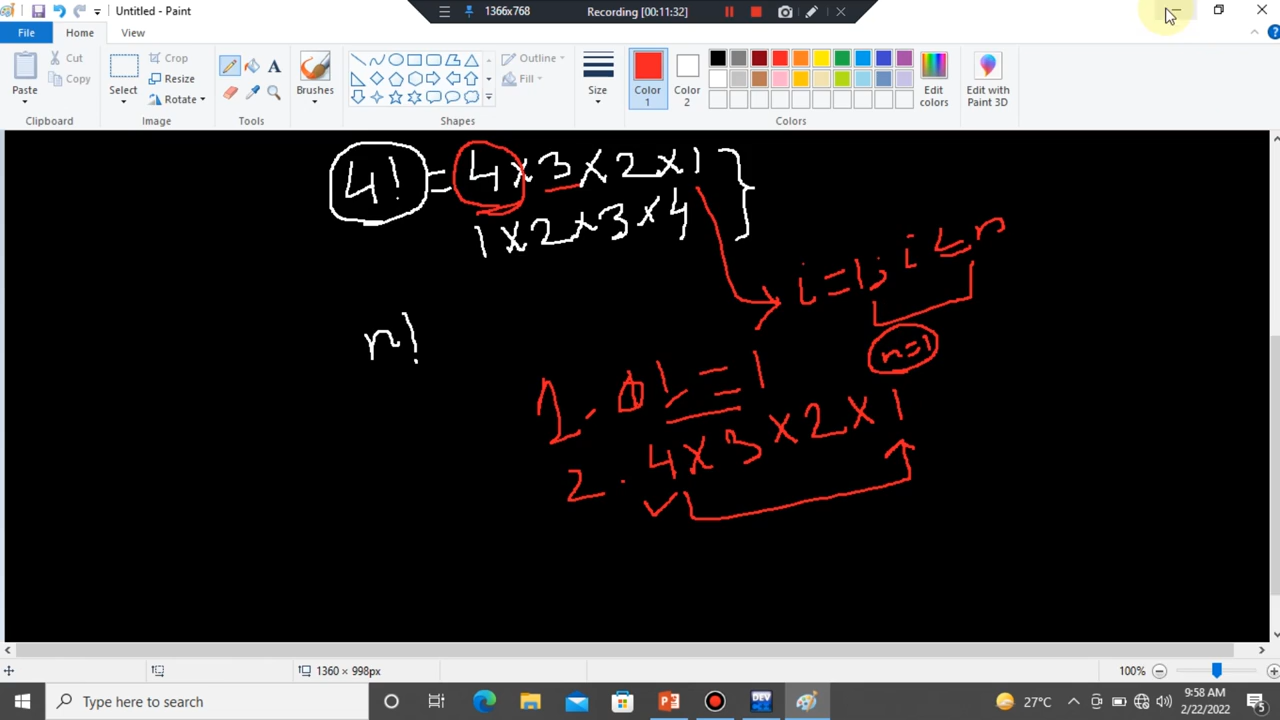 Untitled - Paint
1366x768
Recording [00:11:32]
File
Home
View
Paste
Cut
Copy
Clipboard
Select
Crop
Resize
Rotate
Image
A
Tools
Brushes
Outline
Fill
Shapes
Size
Color 1
Color 2
Edit colors
Colors
Edit with Paint 3D
4! = 4 x 3 x 2 x 1
1 x 2 x 3 x 4
i = 1; i ≤ n
n = 1
n!
1. 0! = 1
2. 4 x 3 x 2 x 1
1360 × 998px
100%
Type here to search
DEV
27°C
9:58 AM
2/22/2022
5